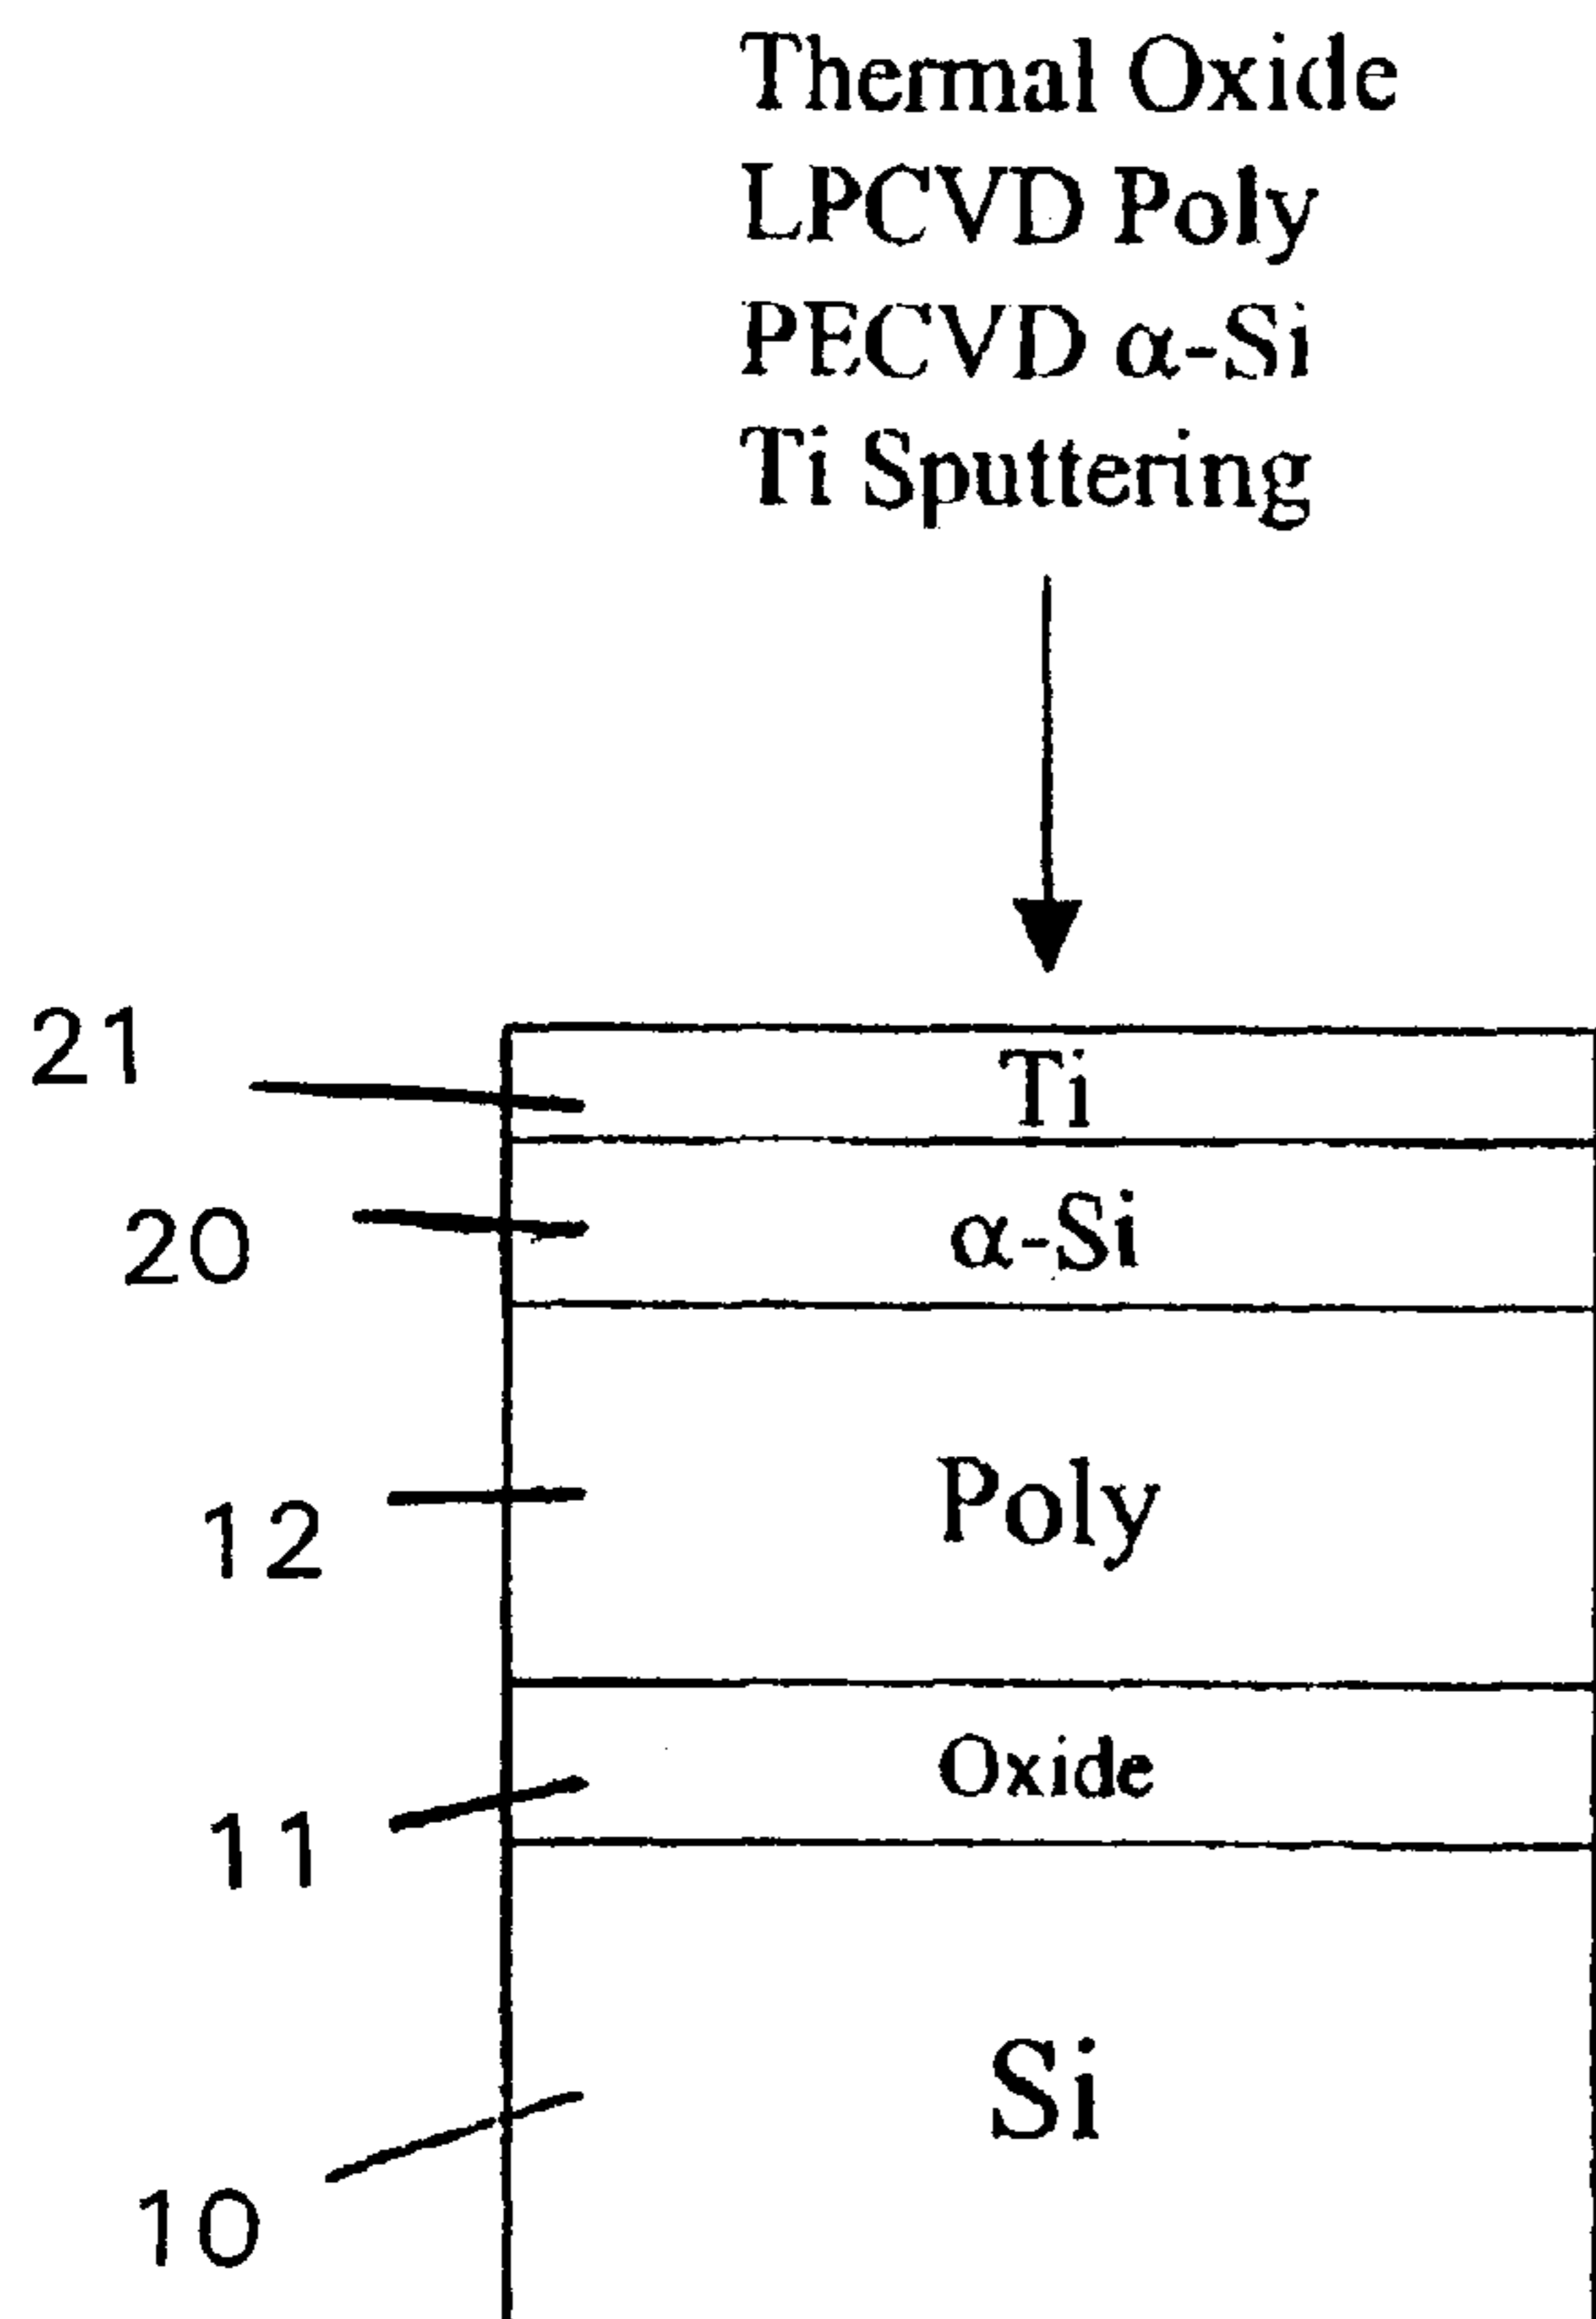 Thermal Oxide
LPCVD Poly
PECVD α-Si
Ti Sputtering
21
Ti
20
α-Si
Poly
12
Oxide
11
Si
10